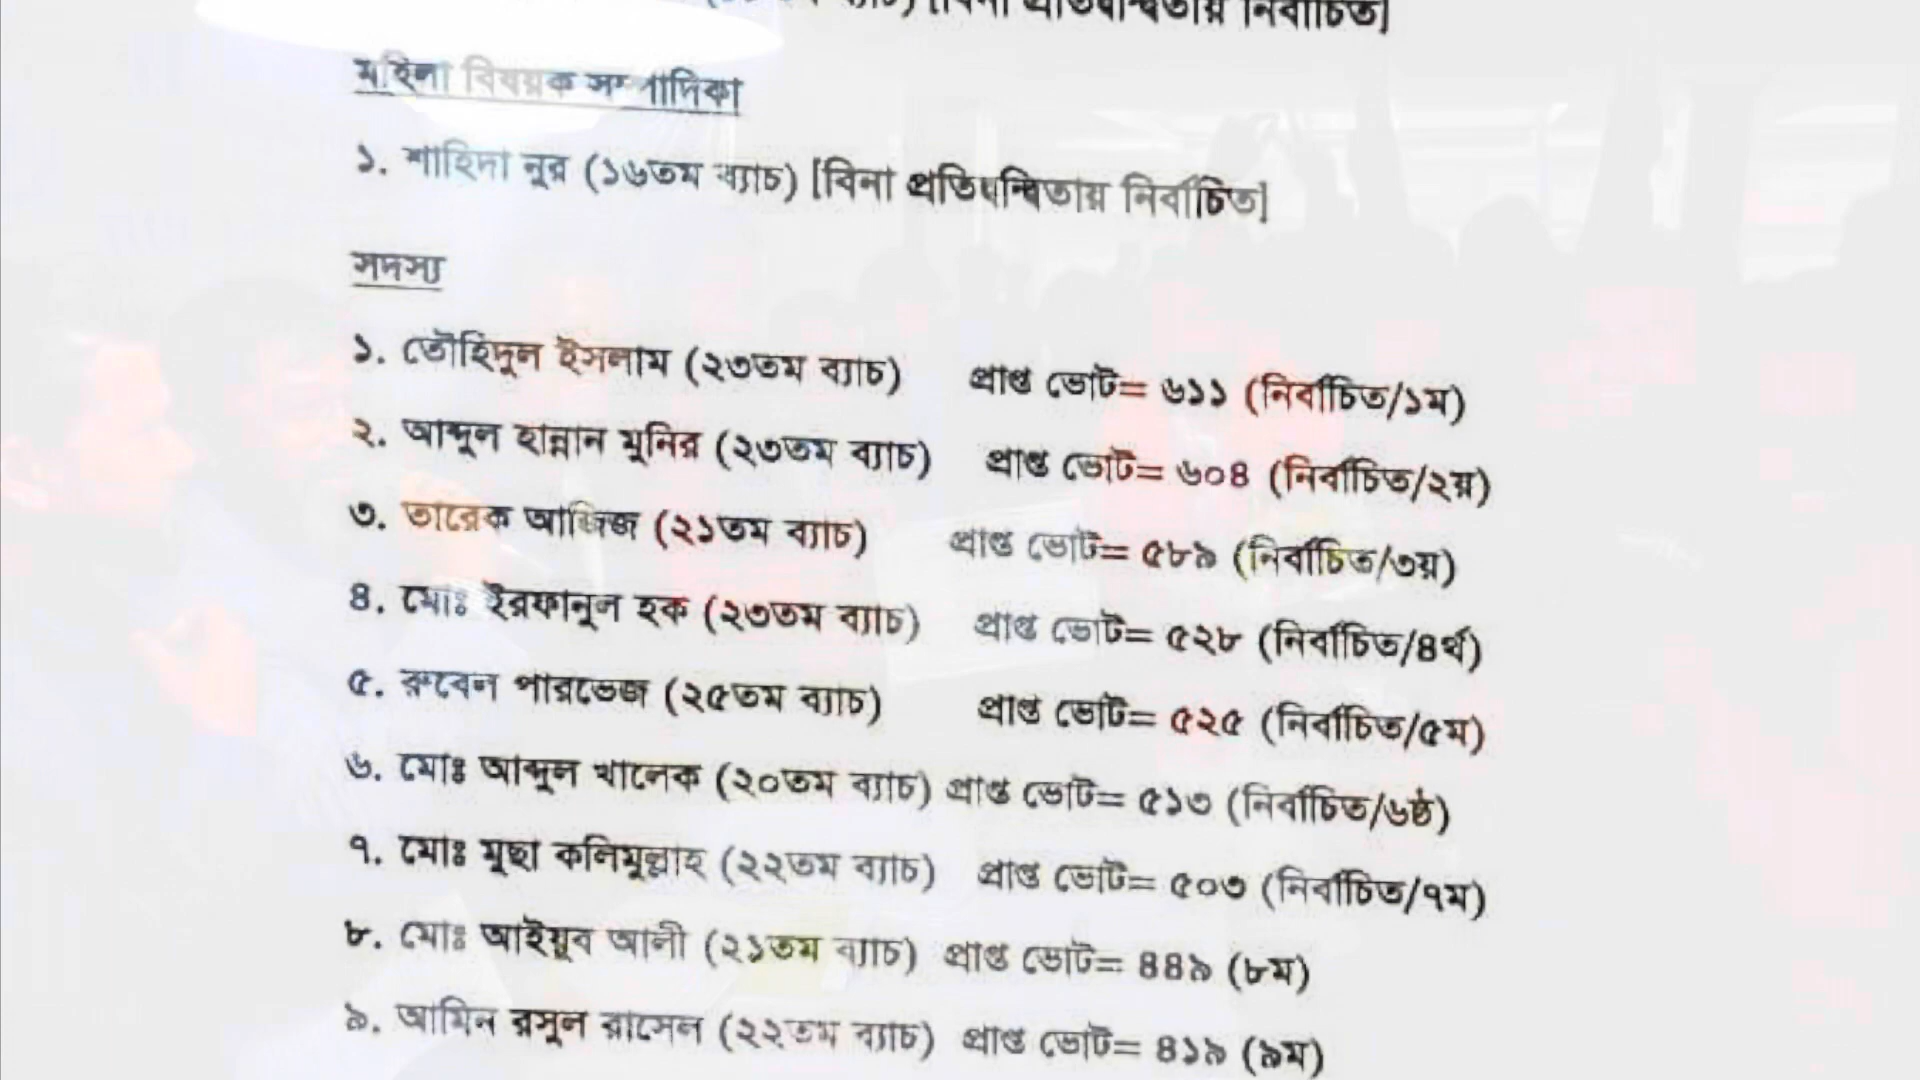 ব্যাচ) [বিনা প্রতিদ্বন্দ্বিতায় নির্বাচিত]
মহিলা বিষয়ক সম্পাদিকা
১. শাহিদা নুর (১৬তম ব্যাচ) [বিনা প্রতিদ্বন্দ্বিতায় নির্বাচিত]
সদস্য
১. তৌহিদুল ইসলাম (২৩তম ব্যাচ) প্রাপ্ত ভোট= ৬১১ (নির্বাচিত/১ম)
২. আব্দুল হান্নান মুনির (২৩তম ব্যাচ) প্রাপ্ত ভোট= ৬০৪ (নির্বাচিত/২য়)
৩. তারেক আজিজ (২১তম ব্যাচ) প্রাপ্ত ভোট= ৫৮৯ (নির্বাচিত/৩য়)
৪. মোঃ ইরফানুল হক (২৩তম ব্যাচ) প্রাপ্ত ভোট= ৫২৮ (নির্বাচিত/৪র্থ)
৫. রুবেল পারভেজ (২৫তম ব্যাচ) প্রাপ্ত ভোট= ৫২৫ (নির্বাচিত/৫ম)
৬. মোঃ আব্দুল খালেক (২০তম ব্যাচ) প্রাপ্ত ভোট= ৫১৩ (নির্বাচিত/৬ষ্ঠ)
৭. মোঃ মুছা কলিমুল্লাহ (২২তম ব্যাচ) প্রাপ্ত ভোট= ৫০৩ (নির্বাচিত/৭ম)
৮. মোঃ আইয়ুব আলী (২১তম ব্যাচ) প্রাপ্ত ভোট= ৪৪৯ (৮ম)
৯. আমিন রসুল রাসেল (২২তম ব্যাচ) প্রাপ্ত ভোট= ৪১৯ (৯ম)